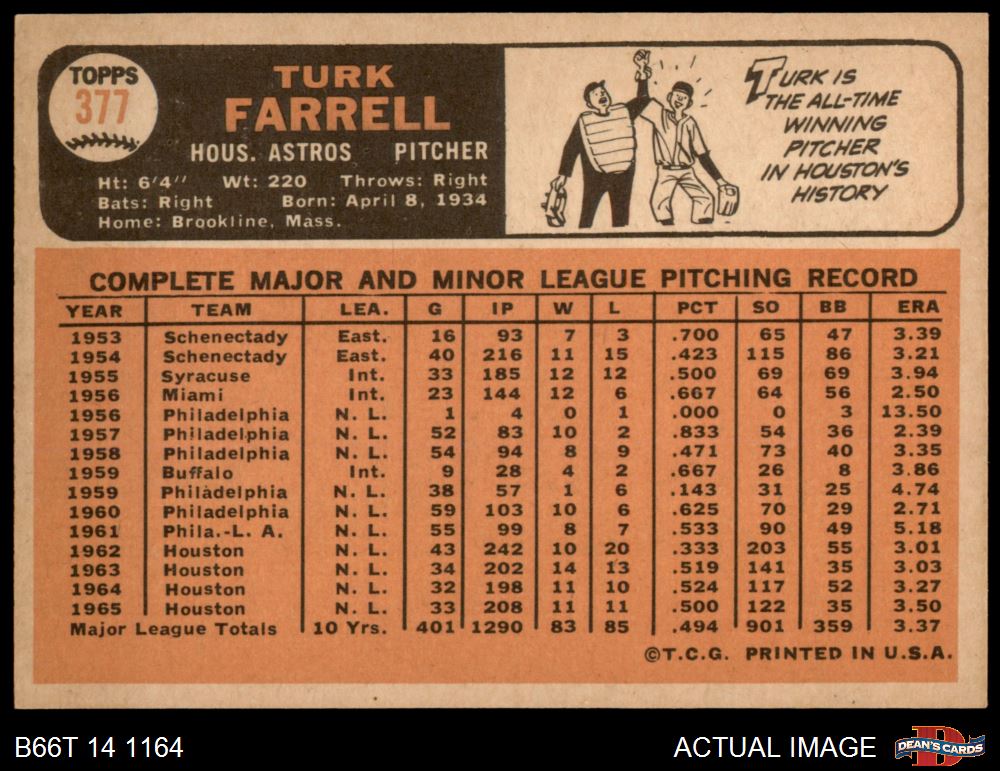 TOPPS
377
TURK
FARRELL
HOUS. ASTROS PITCHER
Ht: 6'4" Wt: 220 Throws: Right
Bats: Right Born: April 8, 1934
Home: Brookline, Mass.
TURK IS
THE ALL-TIME
WINNING
PITCHER
IN HOUSTON'S
HISTORY
COMPLETE MAJOR AND MINOR LEAGUE PITCHING RECORD
YEAR TEAM LEA. G IP W L PCT SO BB ERA
1953 Schenectady East. 16 93 7 3 .700 65 47 3.39
1954 Schenectady East. 40 216 11 15 .423 115 86 3.21
1955 Syracuse Int. 33 185 12 12 .500 69 69 3.94
1956 Miami Int. 23 144 12 6 .667 64 56 2.50
1956 Philadelphia N. L. 1 4 0 1 .000 0 3 13.50
1957 Philadelphia N. L. 52 83 10 2 .833 54 36 2.39
1958 Philadelphia N. L. 54 94 8 9 .471 73 40 3.35
1959 Buffalo Int. 9 28 4 2 .667 26 8 3.86
1959 Philadelphia N. L. 38 57 1 6 .143 31 25 4.74
1960 Philadelphia N. L. 59 103 10 6 .625 70 29 2.71
1961 Phila.-L. A. N. L. 55 99 8 7 .533 90 49 5.18
1962 Houston N. L. 43 242 10 20 .333 203 55 3.01
1963 Houston N. L. 34 202 14 13 .519 141 35 3.03
1964 Houston N. L. 32 198 11 10 .524 117 52 3.27
1965 Houston N. L. 33 208 11 11 .500 122 35 3.50
Major League Totals 10 Yrs. 401 1290 83 85 .494 901 359 3.37
©T.C.G. PRINTED IN U.S.A.
B66T 14 1164 ACTUAL IMAGE DEAN'S CARDS